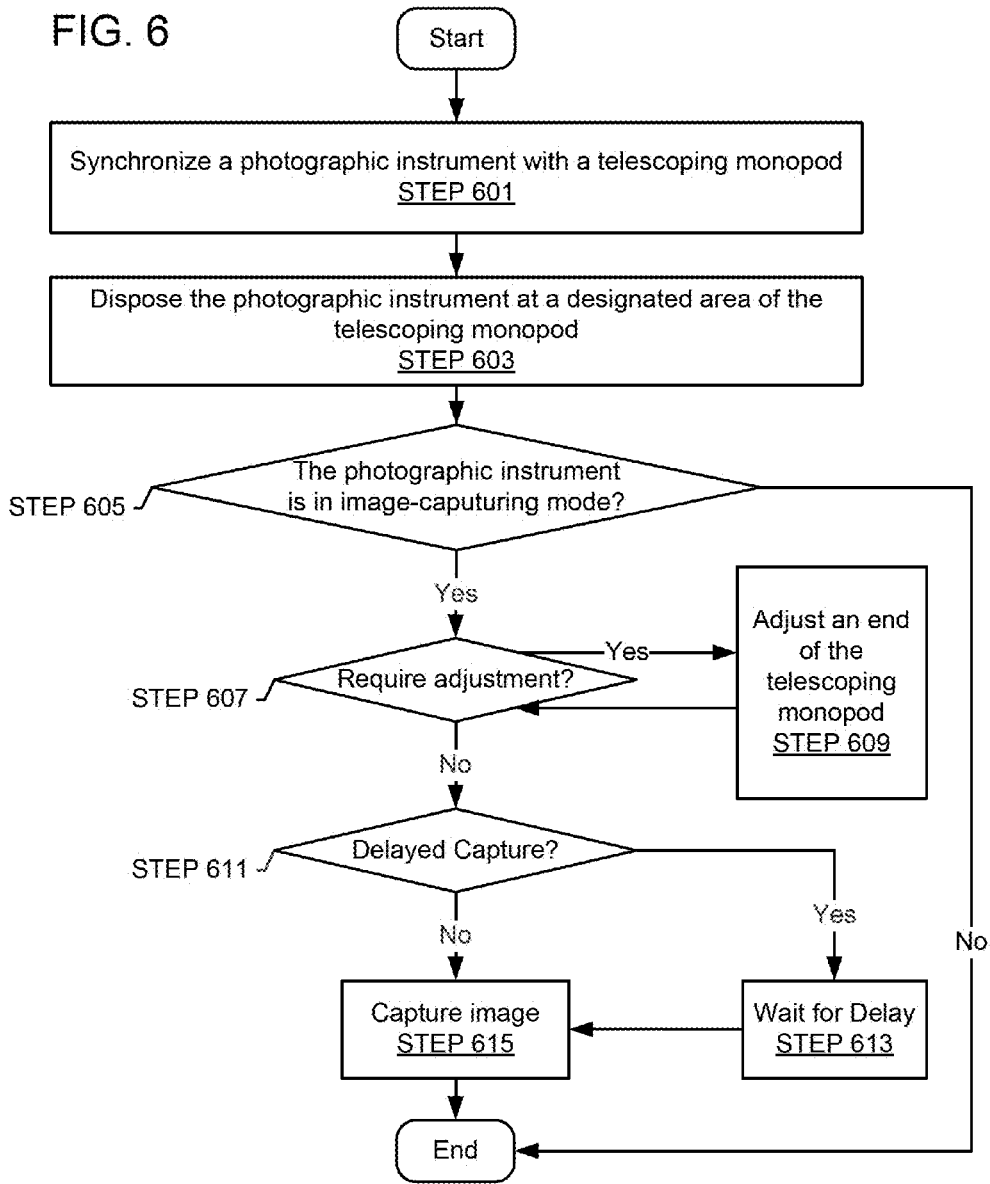 FIG. 6
Start
Synchronize a photographic instrument with a telescoping monopod
STEP 601
Dispose the photographic instrument at a designated area of the
telescoping monopod
STEP 603
The photographic instrument
is in image-caputuring mode?
STEP 605
Yes
Require adjustment?
STEP 607
Yes
Adjust an end
of the
telescoping
monopod
STEP 609
No
Delayed Capture?
STEP 611
Yes
No
No
Capture image
STEP 615
Wait for Delay
STEP 613
End